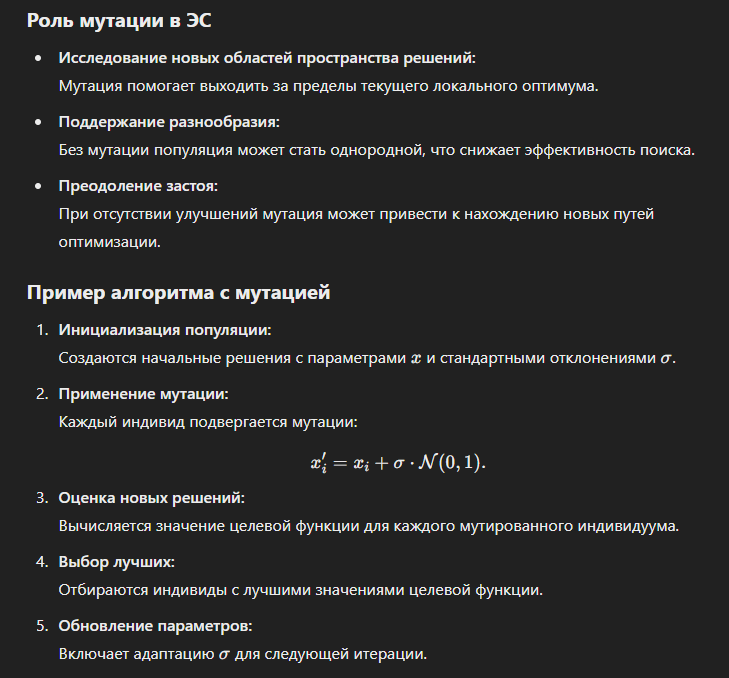 Роль мутации в ЭС
• Исследование новых областей пространства решений:
Мутация помогает выходить за пределы текущего локального оптимума.
• Поддержание разнообразия:
Без мутации популяция может стать однородной, что снижает эффективность поиска.
• Преодоление застоя:
При отсутствии улучшений мутация может привести к нахождению новых путей
оптимизации.
Пример алгоритма с мутацией
1. Инициализация популяции:
Создаются начальные решения с параметрами x и стандартными отклонениями σ.
2. Применение мутации:
Каждый индивид подвергается мутации:
x′ᵢ = xᵢ + σ · 𝒩(0, 1).
3. Оценка новых решений:
Вычисляется значение целевой функции для каждого мутированного индивидуума.
4. Выбор лучших:
Отбираются индивиды с лучшими значениями целевой функции.
5. Обновление параметров:
Включает адаптацию σ для следующей итерации.